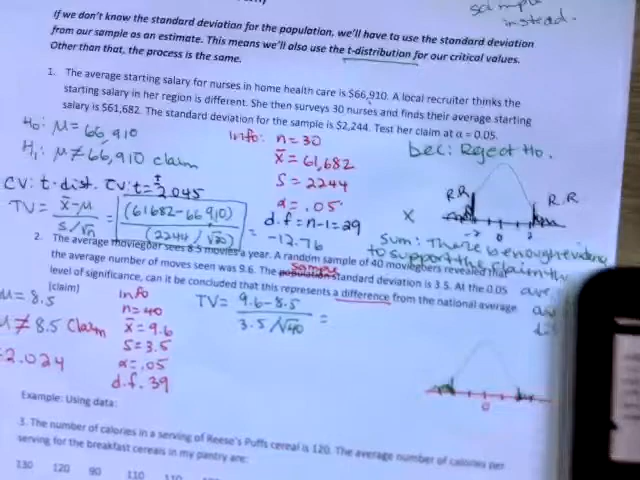 sample
instead.
If we don't know the standard deviation for the population, we'll have to use the standard deviation
from our sample as an estimate. This means we'll also use the t-distribution for our critical values.
Other than that, the process is the same.
1. The average starting salary for nurses in home health care is $66,910. A local recruiter thinks the
starting salary in her region is different. She then surveys 30 nurses and finds their average starting
salary is $61,682. The standard deviation for the sample is $2,244. Test her claim at α = 0.05.
H₀: μ = 66,910
H₁: μ ≠ 66,910 claim
CV: t-dist. CV: t = ± 2.045
TV = x̄-μ / s/√n = (61682-66910) / (2244/√30) = -12.76
Info: n = 30
x̄ = 61,682
S = 2244
α = .05
d.f = n-1 = 29
Dec: Reject Ho.
R.R R.R
x
-2 0 2
Sum: There is enough evidence
to support the claim
are
2. The average moviegoer sees 8.5 movies a year. A random sample of 40 moviegoers revealed that
the average number of moves seen was 9.6. The population standard deviation is 3.5. At the 0.05
sample
level of significance, can it be concluded that this represents a difference from the national average
(claim)
μ = 8.5
μ ≠ 8.5 Claim
2.024
info
n = 40
x̄ = 9.6
S = 3.5
α = .05
d.f. 39
TV = 9.6-8.5 / 3.5/√40 =
0
Example: Using data:
3. The number of calories in a serving of Reese's Puffs cereal is 120. The average number of calories per
serving for the breakfast cereals in my pantry are:
130 120 90 110 110